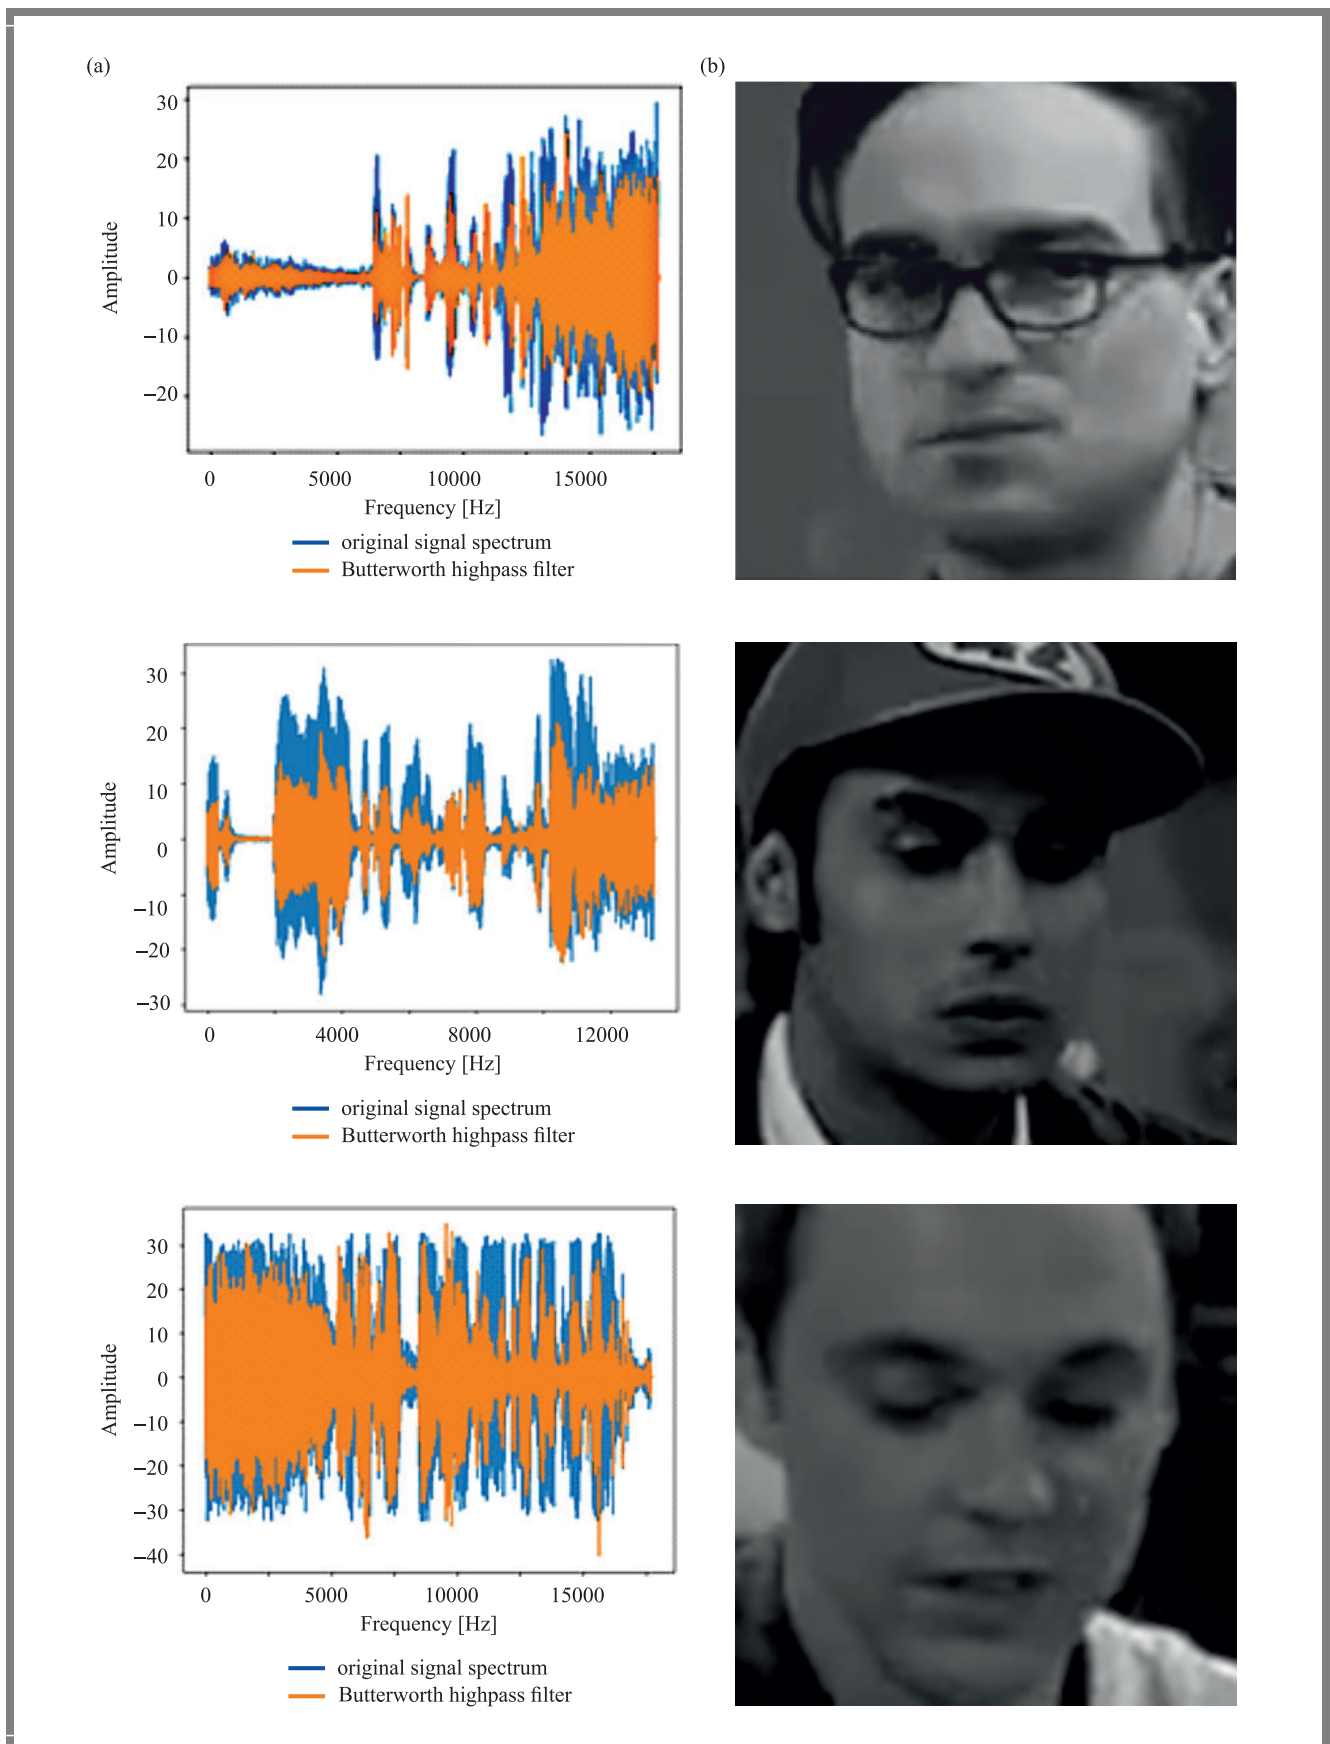 (a)
(b)
30
20
10
0
−10
−20
Amplitude
0 5000 10000 15000
Frequency [Hz]
original signal spectrum
Butterworth highpass filter
30
20
10
0
−10
−20
−30
Amplitude
0 4000 8000 12000
Frequency [Hz]
original signal spectrum
Butterworth highpass filter
30
20
10
0
−10
−20
−30
−40
Amplitude
0 5000 10000 15000
Frequency [Hz]
original signal spectrum
Butterworth highpass filter